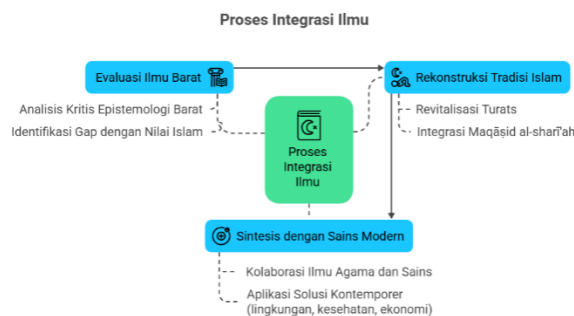 Proses Integrasi Ilmu
Evaluasi Ilmu Barat
Analisis Kritis Epistemologi Barat
Identifikasi Gap dengan Nilai Islam
Rekonstruksi Tradisi Islam
Revitalisasi Turats
Integrasi Maqāṣid al-sharī'ah
Proses
Integrasi
Ilmu
Sintesis dengan Sains Modern
Kolaborasi Ilmu Agama dan Sains
Aplikasi Solusi Kontemporer
(lingkungan, kesehatan, ekonomi)